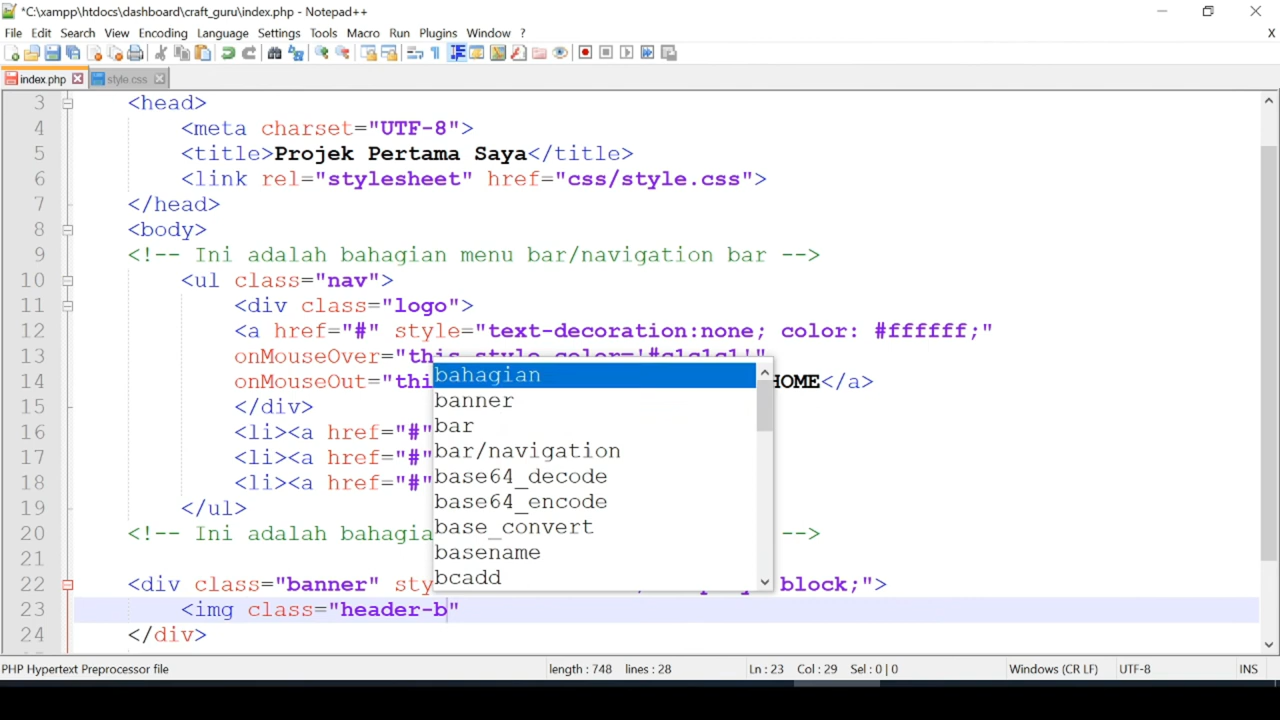 *C:\xampp\htdocs\dashboard\craft_guru\index.php - Notepad++
File Edit Search View Encoding Language Settings Tools Macro Run Plugins Window ? X
index.php style.css
3 <head>
4 <meta charset="UTF-8">
5 <title>Projek Pertama Saya</title>
6 <link rel="stylesheet" href="css/style.css">
7 </head>
8 <body>
9 <!-- Ini adalah bahagian menu bar/navigation bar -->
10 <ul class="nav">
11 <div class="logo">
12 <a href="#" style="text-decoration:none; color: #ffffff;"
13 onMouseOver="this.style.color='#c1c1c1'"
14 onMouseOut="thi HOME</a>
15 </div>
16 <li><a href="#"
17 <li><a href="#"
18 <li><a href="#"
19 </ul>
20 <!-- Ini adalah bahagia -->
21
22 <div class="banner" sty block;">
23 <img class="header-b"
24 </div>
bahagian
banner
bar
bar/navigation
base64_decode
base64_encode
base_convert
basename
bcadd
PHP Hypertext Preprocessor file length : 748 lines : 28 Ln : 23 Col : 29 Sel : 0 | 0 Windows (CR LF) UTF-8 INS